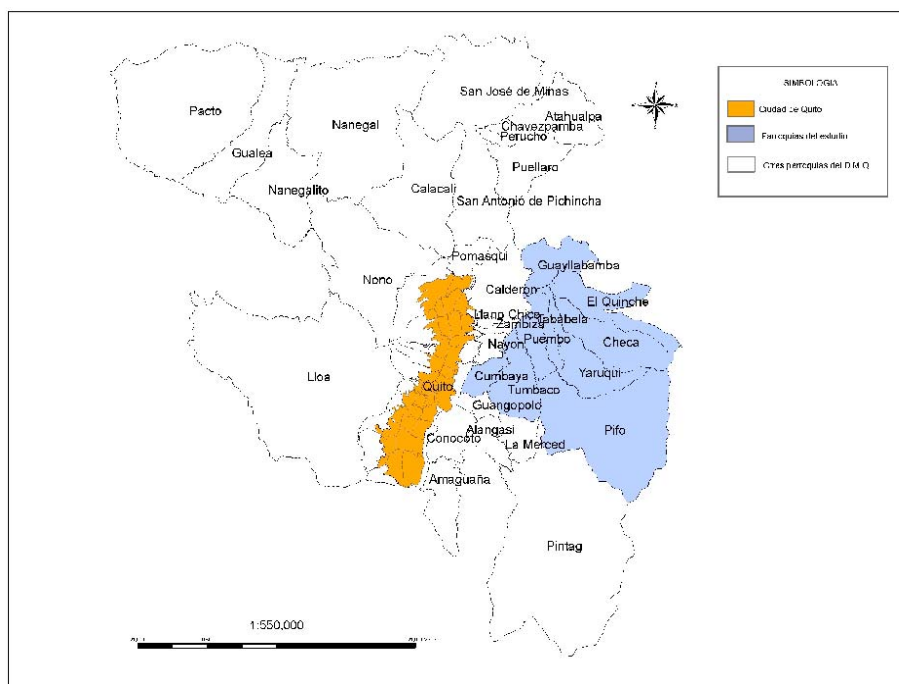 SIMBOLOGIA
Ciudad de Quito
Parroquias del estudio
Otras parroquias del D.M.Q
San José de Minas
Pacto
Atahualpa
Nanegal
Chavezpamba
Perucho
Gualea
Puellaro
Nanegalito
Calacali
San Antonio de Pichincha
Pomasqui
Guayllabamba
Nono
Calderon
El Quinche
Llano Chico
Tababela
Zambiza
Nayon
Puembo
Checa
Lloa
Cumbaya
Yaruqui
Quito
Tumbaco
Guangopolo
Alangasi
Pifo
Conocoto
La Merced
Amaguaña
Pintag
1:550,000